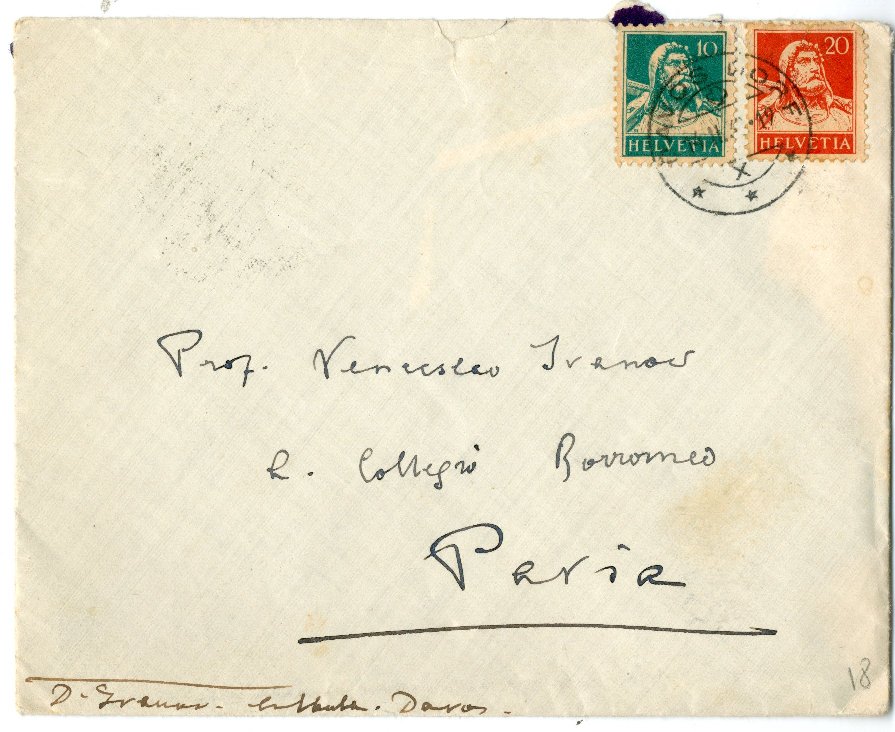 10 20
HELVETIA HELVETIA
Prof. Venceslao Ivanov
R. Collegio Borromeo
Pavia
18
D. Ivanov. Davos.